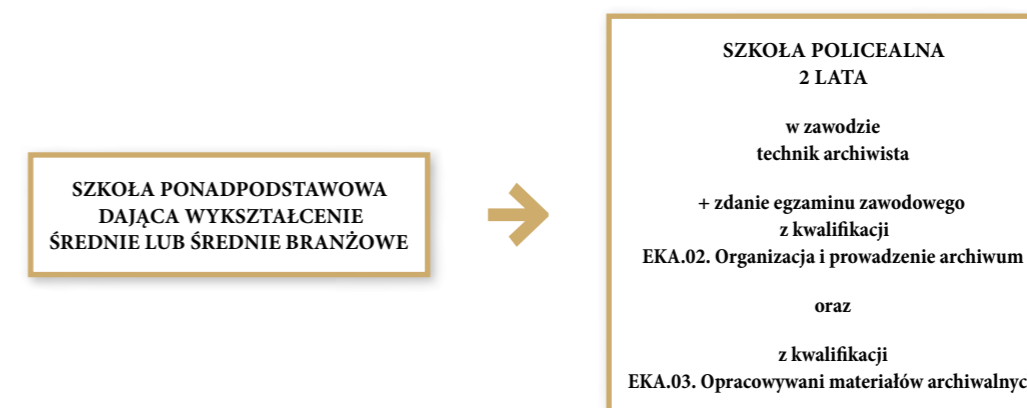 SZKOŁA PONADPODSTAWOWA
DAJĄCA WYKSZTAŁCENIE
ŚREDNIE LUB ŚREDNIE BRANŻOWE
SZKOŁA POLICEALNA
2 LATA
w zawodzie
technik archiwista
+ zdanie egzaminu zawodowego
z kwalifikacji
EKA.02. Organizacja i prowadzenie archiwum
oraz
z kwalifikacji
EKA.03. Opracowywani materiałów archiwalnyc